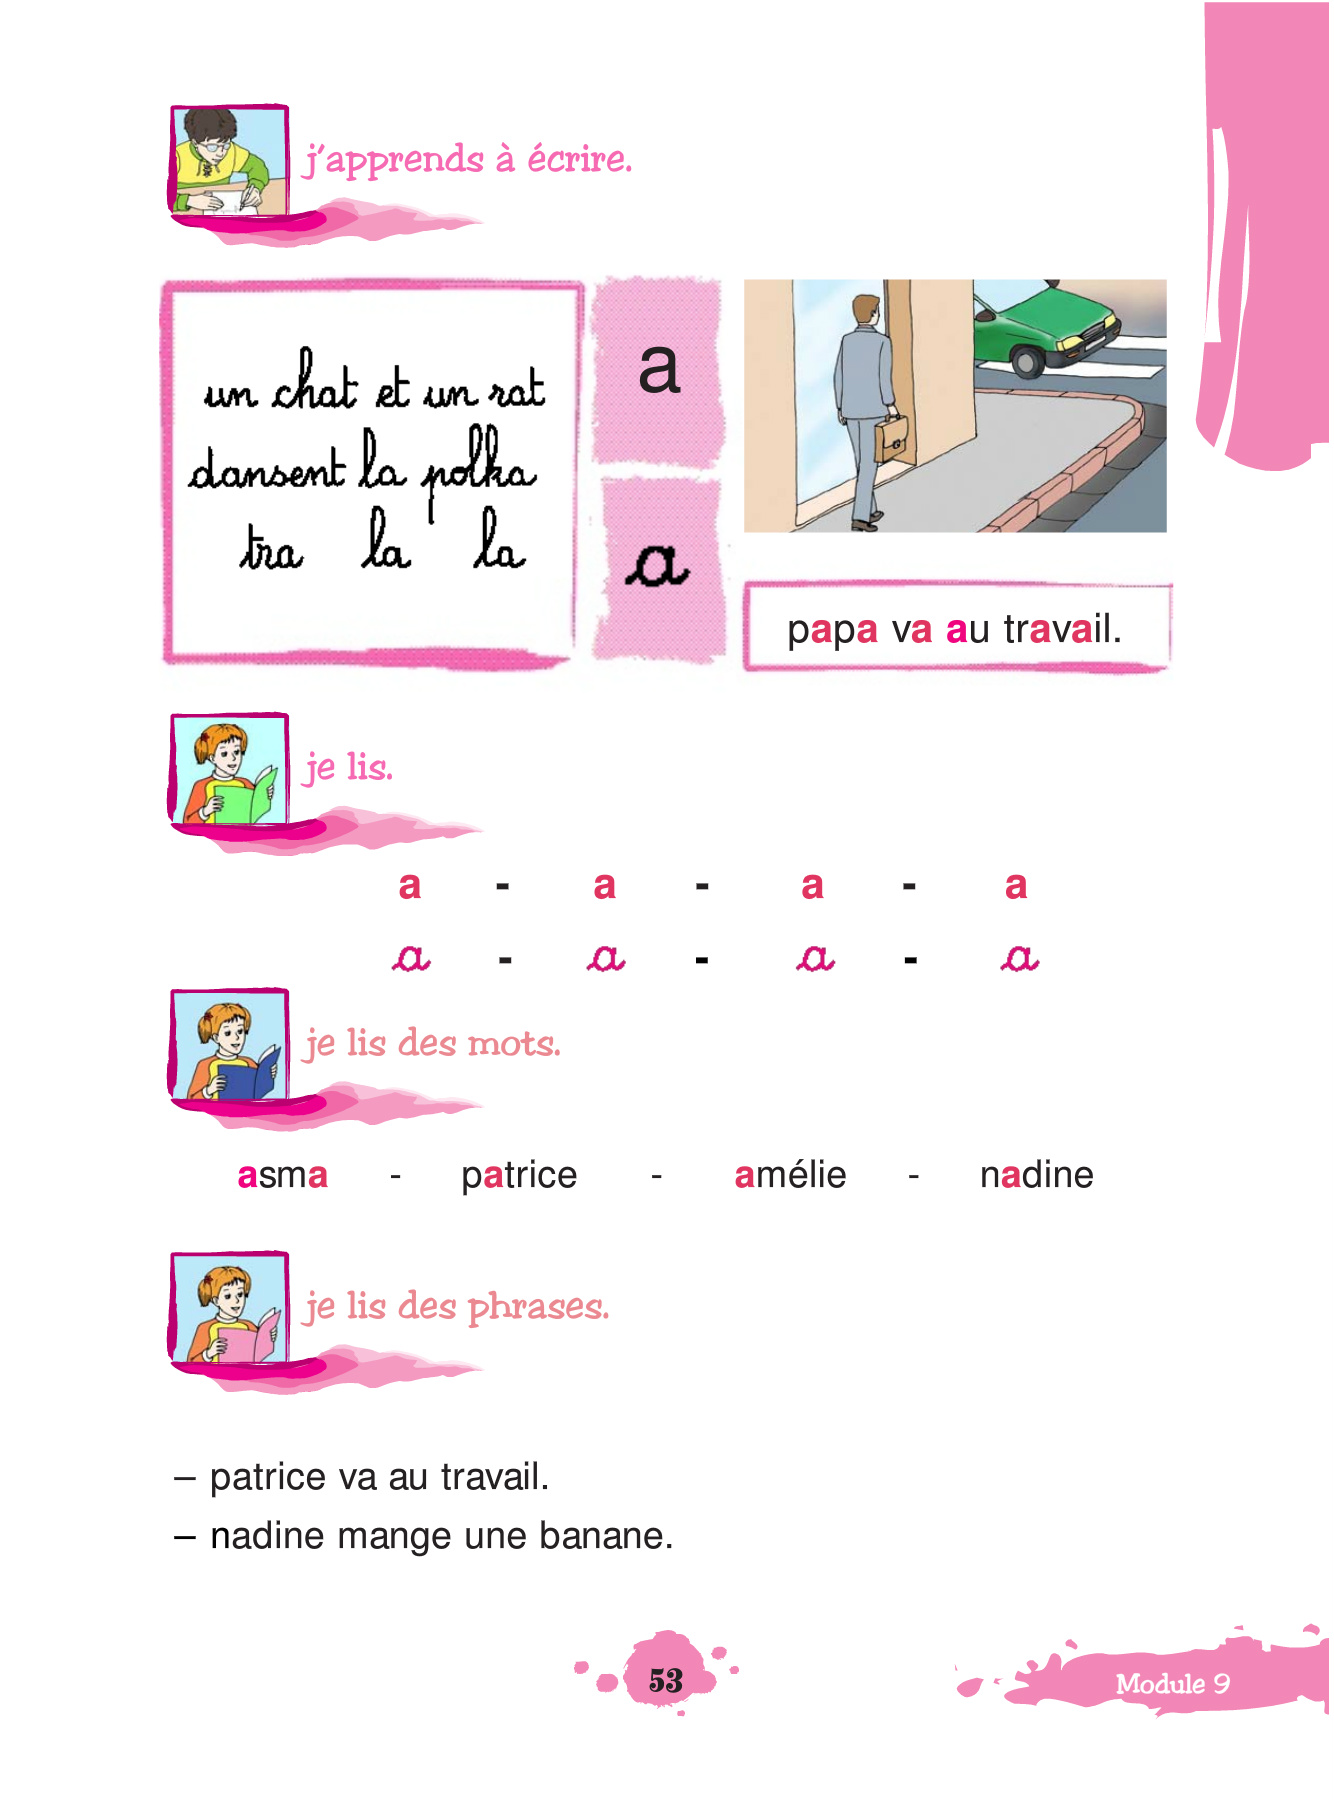 j'apprends à écrire.
un chat et un rat
dansent la polka
tra la la
a
a
papa va au travail.
je lis.
a - a - a - a
a - a - a - a
je lis des mots.
asma - patrice - amélie - nadine
je lis des phrases.
– patrice va au travail.
– nadine mange une banane.
53
Module 9